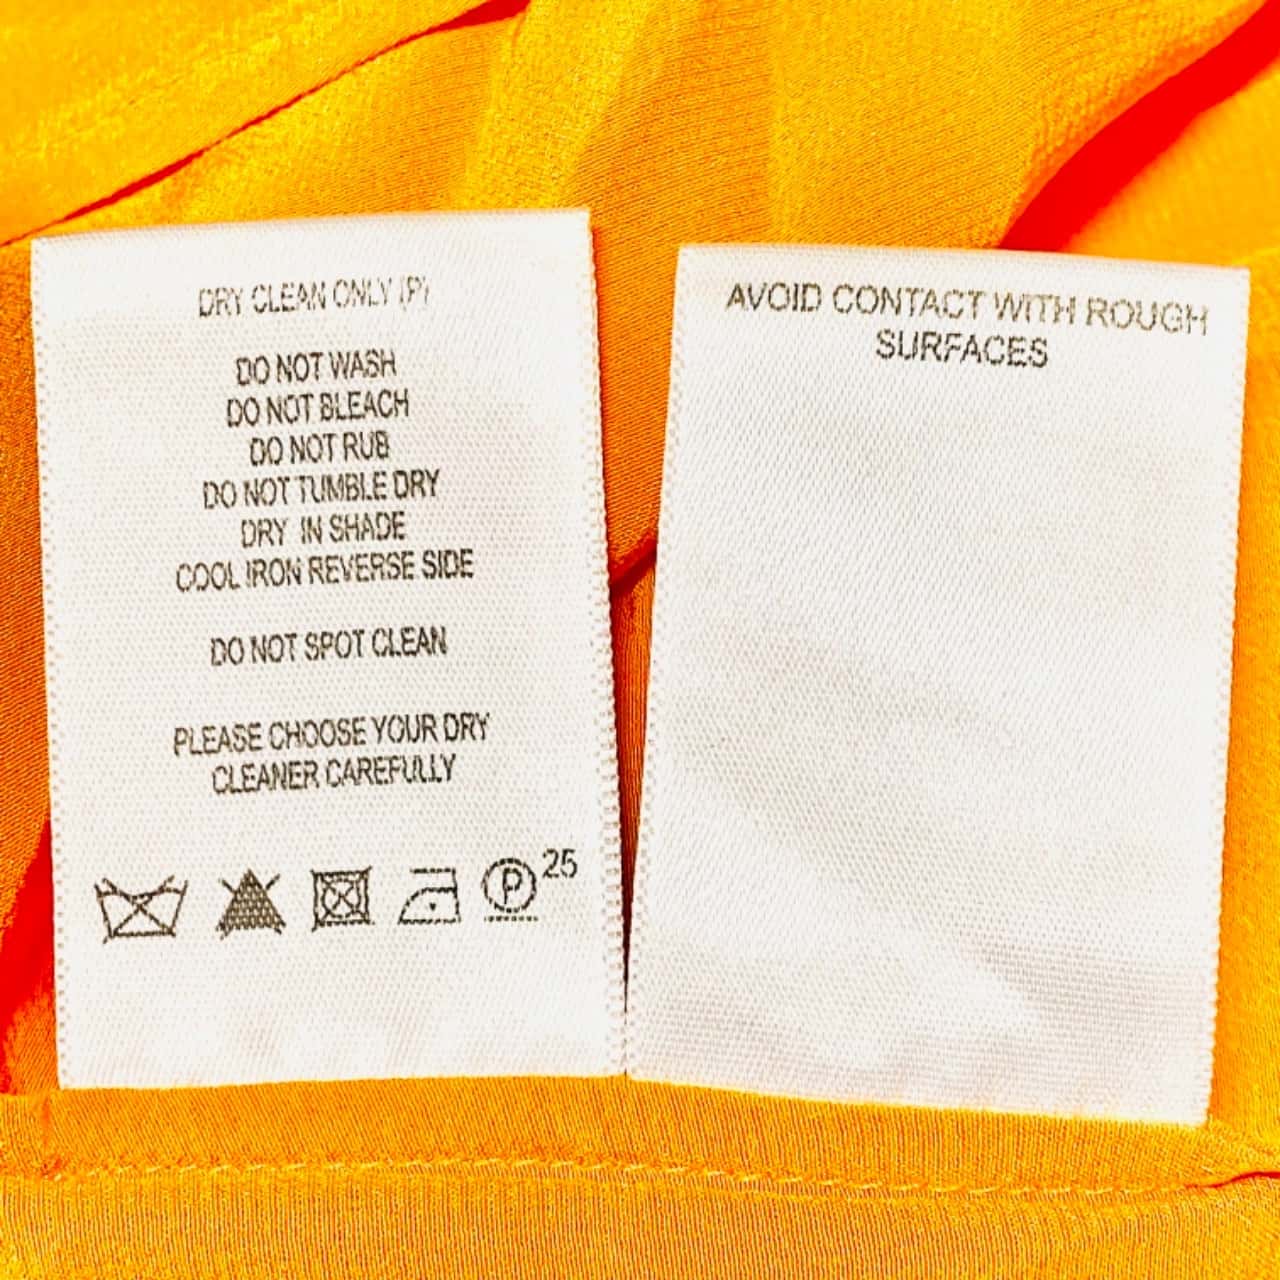 DRY CLEAN ONLY (P)
DO NOT WASH
DO NOT BLEACH
DO NOT RUB
DO NOT TUMBLE DRY
DRY IN SHADE
COOL IRON REVERSE SIDE
DO NOT SPOT CLEAN
PLEASE CHOOSE YOUR DRY
CLEANER CAREFULLY
P 25
AVOID CONTACT WITH ROUGH
SURFACES